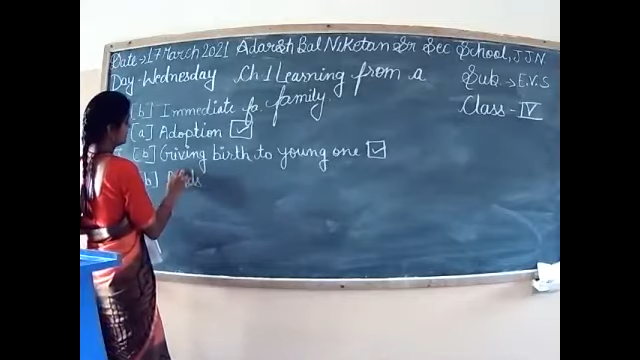 Date → 17 March 2021 Adarsh Bal Niketan Sr Sec School, JJN
Day - Wednesday Ch 1 Learning from a family. Sub. → E.V.S
Class - IV
[b] Immediate fa.
[a] Adoption
[b] Giving birth to young one
b]